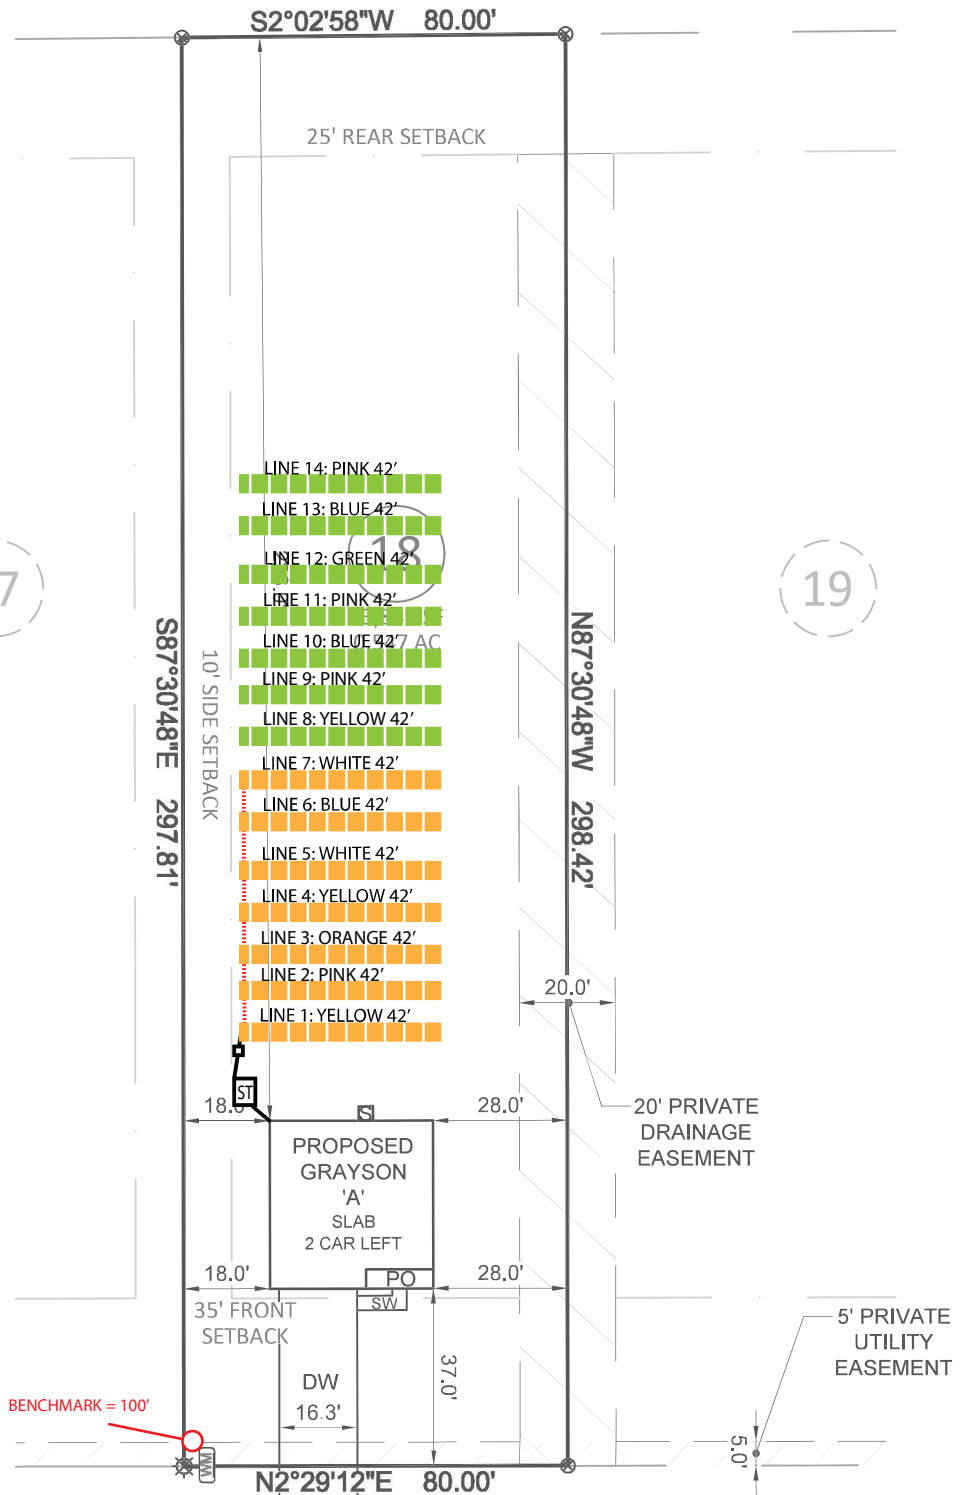 S2°02'58"W 80.00'
25' REAR SETBACK
LINE 14: PINK 42'
LINE 13: BLUE 42'
18
LINE 12: GREEN 42'
LINE 11: PINK 42'
LINE 10: BLUE 42'
AC
LINE 9: PINK 42'
LINE 8: YELLOW 42'
LINE 7: WHITE 42'
LINE 6: BLUE 42'
LINE 5: WHITE 42'
LINE 4: YELLOW 42'
LINE 3: ORANGE 42'
LINE 2: PINK 42'
LINE 1: YELLOW 42'
7
19
S87°30'48"E 297.81'
10' SIDE SETBACK
N87°30'48"W 298.42'
20.0'
ST
18.0'
S
28.0'
20' PRIVATE
DRAINAGE
EASEMENT
PROPOSED
GRAYSON
'A'
SLAB
2 CAR LEFT
PO
SW
18.0'
28.0'
35' FRONT
SETBACK
37.0'
DW
16.3'
5' PRIVATE
UTILITY
EASEMENT
5.0'
BENCHMARK = 100'
WM
N2°29'12"E 80.00'